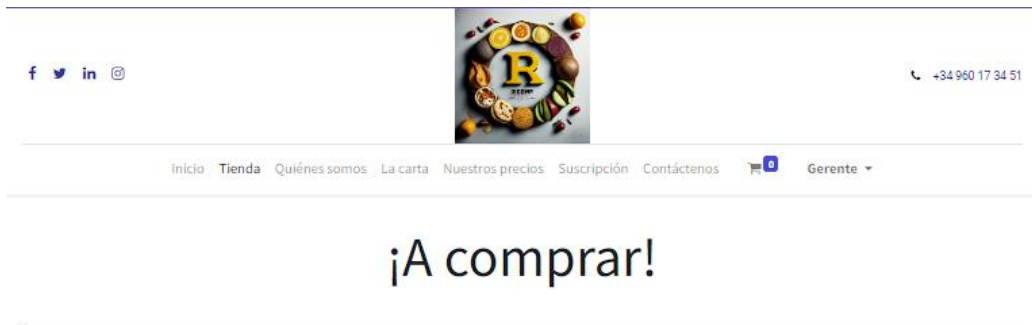 R
+34 960 17 34 51
Inicio Tienda Quiénes somos La carta Nuestros precios Suscripción Contáctenos 0 Gerente
¡A comprar!